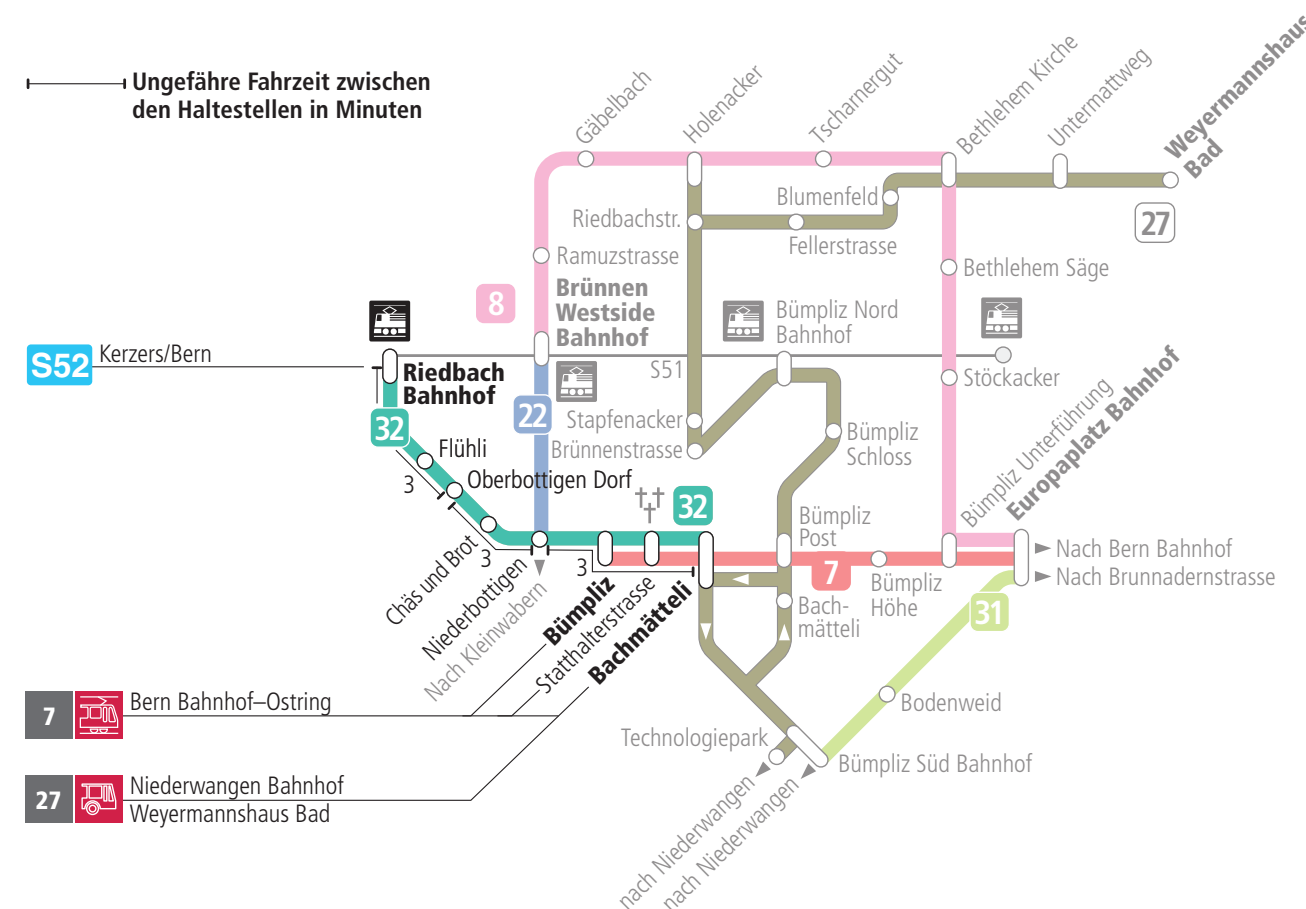 Ungefähre Fahrzeit zwischen
den Haltestellen in Minuten
Gäbelbach
Holenacker
Tscharnergut
Bethlehem Kirche
Untermattweg
Weyermannshaus
Bad
27
Blumenfeld
Riedbachstr.
Fellerstrasse
Ramuzstrasse
Bethlehem Säge
8
Brünnen
Westside
Bahnhof
Bümpliz Nord
Bahnhof
S52
Kerzers/Bern
S51
Riedbach
Bahnhof
Stöckacker
32
22
Stapfenacker
Brünnenstrasse
Bümpliz
Schloss
Bümpliz Unterführung
Europaplatz Bahnhof
Flühli
3
Oberbottigen Dorf
32
Bümpliz
Post
Chäs und Brot
3
Niederbottigen
Nach Kleinwabern
3
Bümpliz
Statthalterstrasse
Bachmätteli
7
Bümpliz
Höhe
Nach Bern Bahnhof
Nach Brunnadernstrasse
Bach-
mätteli
31
7
Bern Bahnhof–Ostring
Bodenweid
Technologiepark
Bümpliz Süd Bahnhof
27
Niederwangen Bahnhof
Weyermannshaus Bad
nach Niederwangen
nach Niederwangen